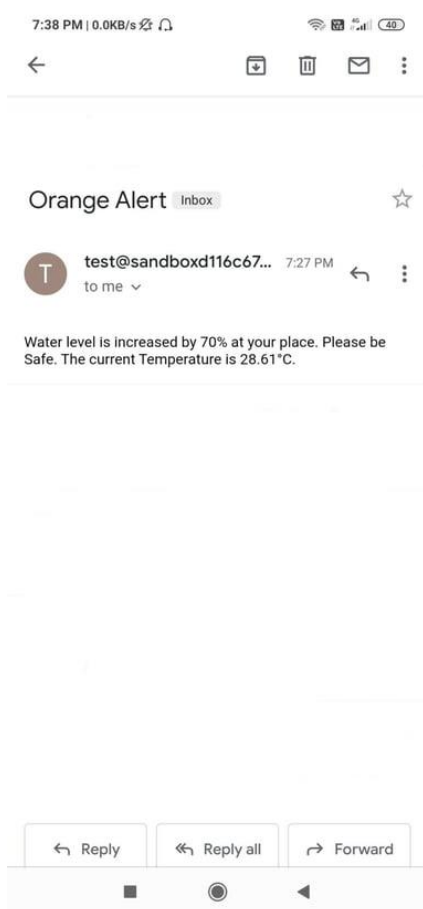 7:38 PM | 0.0KB/s
40
Orange Alert Inbox
T
test@sandboxd116c67... 7:27 PM
to me
Water level is increased by 70% at your place. Please be
Safe. The current Temperature is 28.61°C.
Reply Reply all Forward